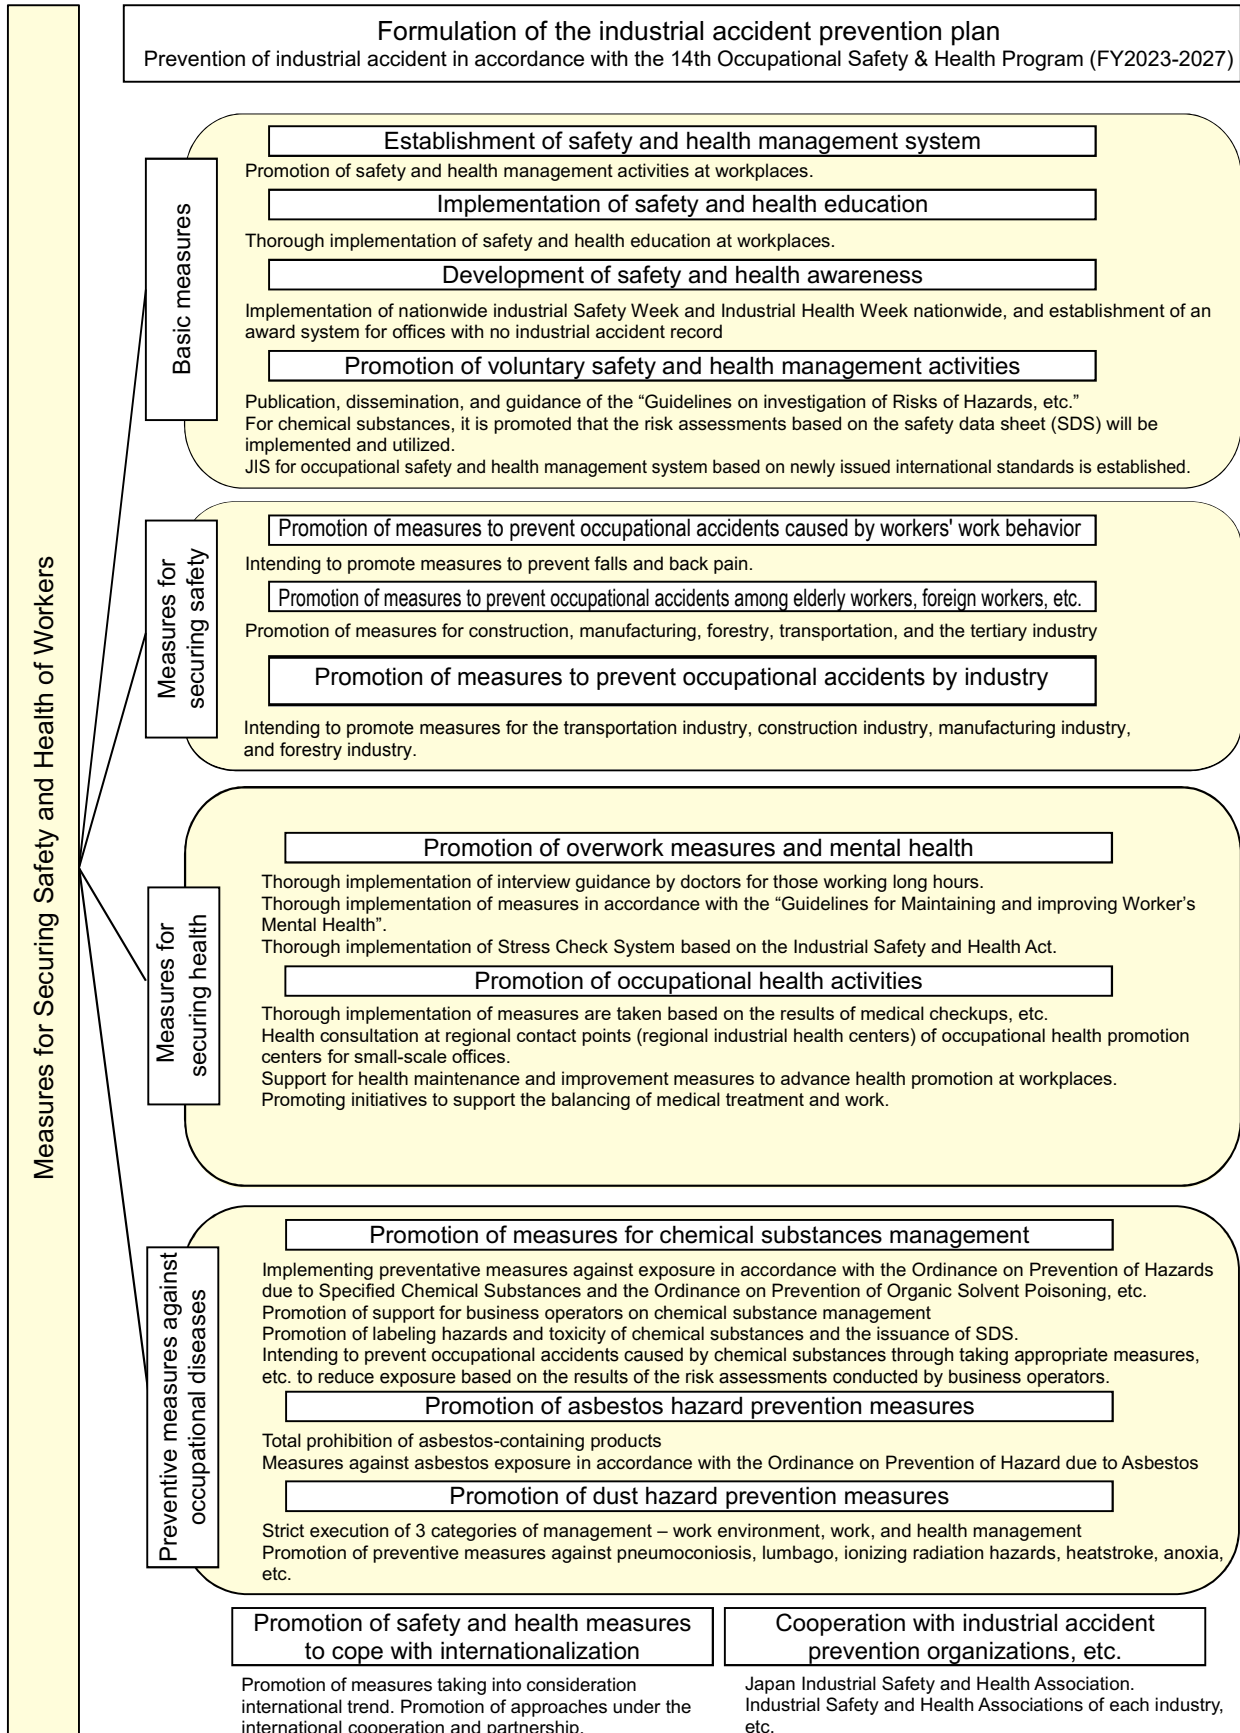 Measures for Securing Safety and Health of Workers
Formulation of the industrial accident prevention plan
Prevention of industrial accident in accordance with the 14th Occupational Safety & Health Program (FY2023-2027)
Basic measures
Establishment of safety and health management system
Promotion of safety and health management activities at workplaces.
Implementation of safety and health education
Thorough implementation of safety and health education at workplaces.
Development of safety and health awareness
Implementation of nationwide industrial Safety Week and Industrial Health Week nationwide, and establishment of an
award system for offices with no industrial accident record
Promotion of voluntary safety and health management activities
Publication, dissemination, and guidance of the “Guidelines on investigation of Risks of Hazards, etc.”
For chemical substances, it is promoted that the risk assessments based on the safety data sheet (SDS) will be
implemented and utilized.
JIS for occupational safety and health management system based on newly issued international standards is established.
Measures for
securing safety
Promotion of measures to prevent occupational accidents caused by workers' work behavior
Intending to promote measures to prevent falls and back pain.
Promotion of measures to prevent occupational accidents among elderly workers, foreign workers, etc.
Promotion of measures for construction, manufacturing, forestry, transportation, and the tertiary industry
Promotion of measures to prevent occupational accidents by industry
Intending to promote measures for the transportation industry, construction industry, manufacturing industry,
and forestry industry.
Measures for
securing health
Promotion of overwork measures and mental health
Thorough implementation of interview guidance by doctors for those working long hours.
Thorough implementation of measures in accordance with the “Guidelines for Maintaining and improving Worker’s
Mental Health”.
Thorough implementation of Stress Check System based on the Industrial Safety and Health Act.
Promotion of occupational health activities
Thorough implementation of measures are taken based on the results of medical checkups, etc.
Health consultation at regional contact points (regional industrial health centers) of occupational health promotion
centers for small-scale offices.
Support for health maintenance and improvement measures to advance health promotion at workplaces.
Promoting initiatives to support the balancing of medical treatment and work.
Preventive measures against
occupational diseases
Promotion of measures for chemical substances management
Implementing preventative measures against exposure in accordance with the Ordinance on Prevention of Hazards
due to Specified Chemical Substances and the Ordinance on Prevention of Organic Solvent Poisoning, etc.
Promotion of support for business operators on chemical substance management
Promotion of labeling hazards and toxicity of chemical substances and the issuance of SDS.
Intending to prevent occupational accidents caused by chemical substances through taking appropriate measures,
etc. to reduce exposure based on the results of the risk assessments conducted by business operators.
Promotion of asbestos hazard prevention measures
Total prohibition of asbestos-containing products
Measures against asbestos exposure in accordance with the Ordinance on Prevention of Hazard due to Asbestos
Promotion of dust hazard prevention measures
Strict execution of 3 categories of management – work environment, work, and health management
Promotion of preventive measures against pneumoconiosis, lumbago, ionizing radiation hazards, heatstroke, anoxia,
etc.
Promotion of safety and health measures
to cope with internationalization
Promotion of measures taking into consideration
international trend. Promotion of approaches under the
international cooperation and partnership.
Cooperation with industrial accident
prevention organizations, etc.
Japan Industrial Safety and Health Association.
Industrial Safety and Health Associations of each industry,
etc.